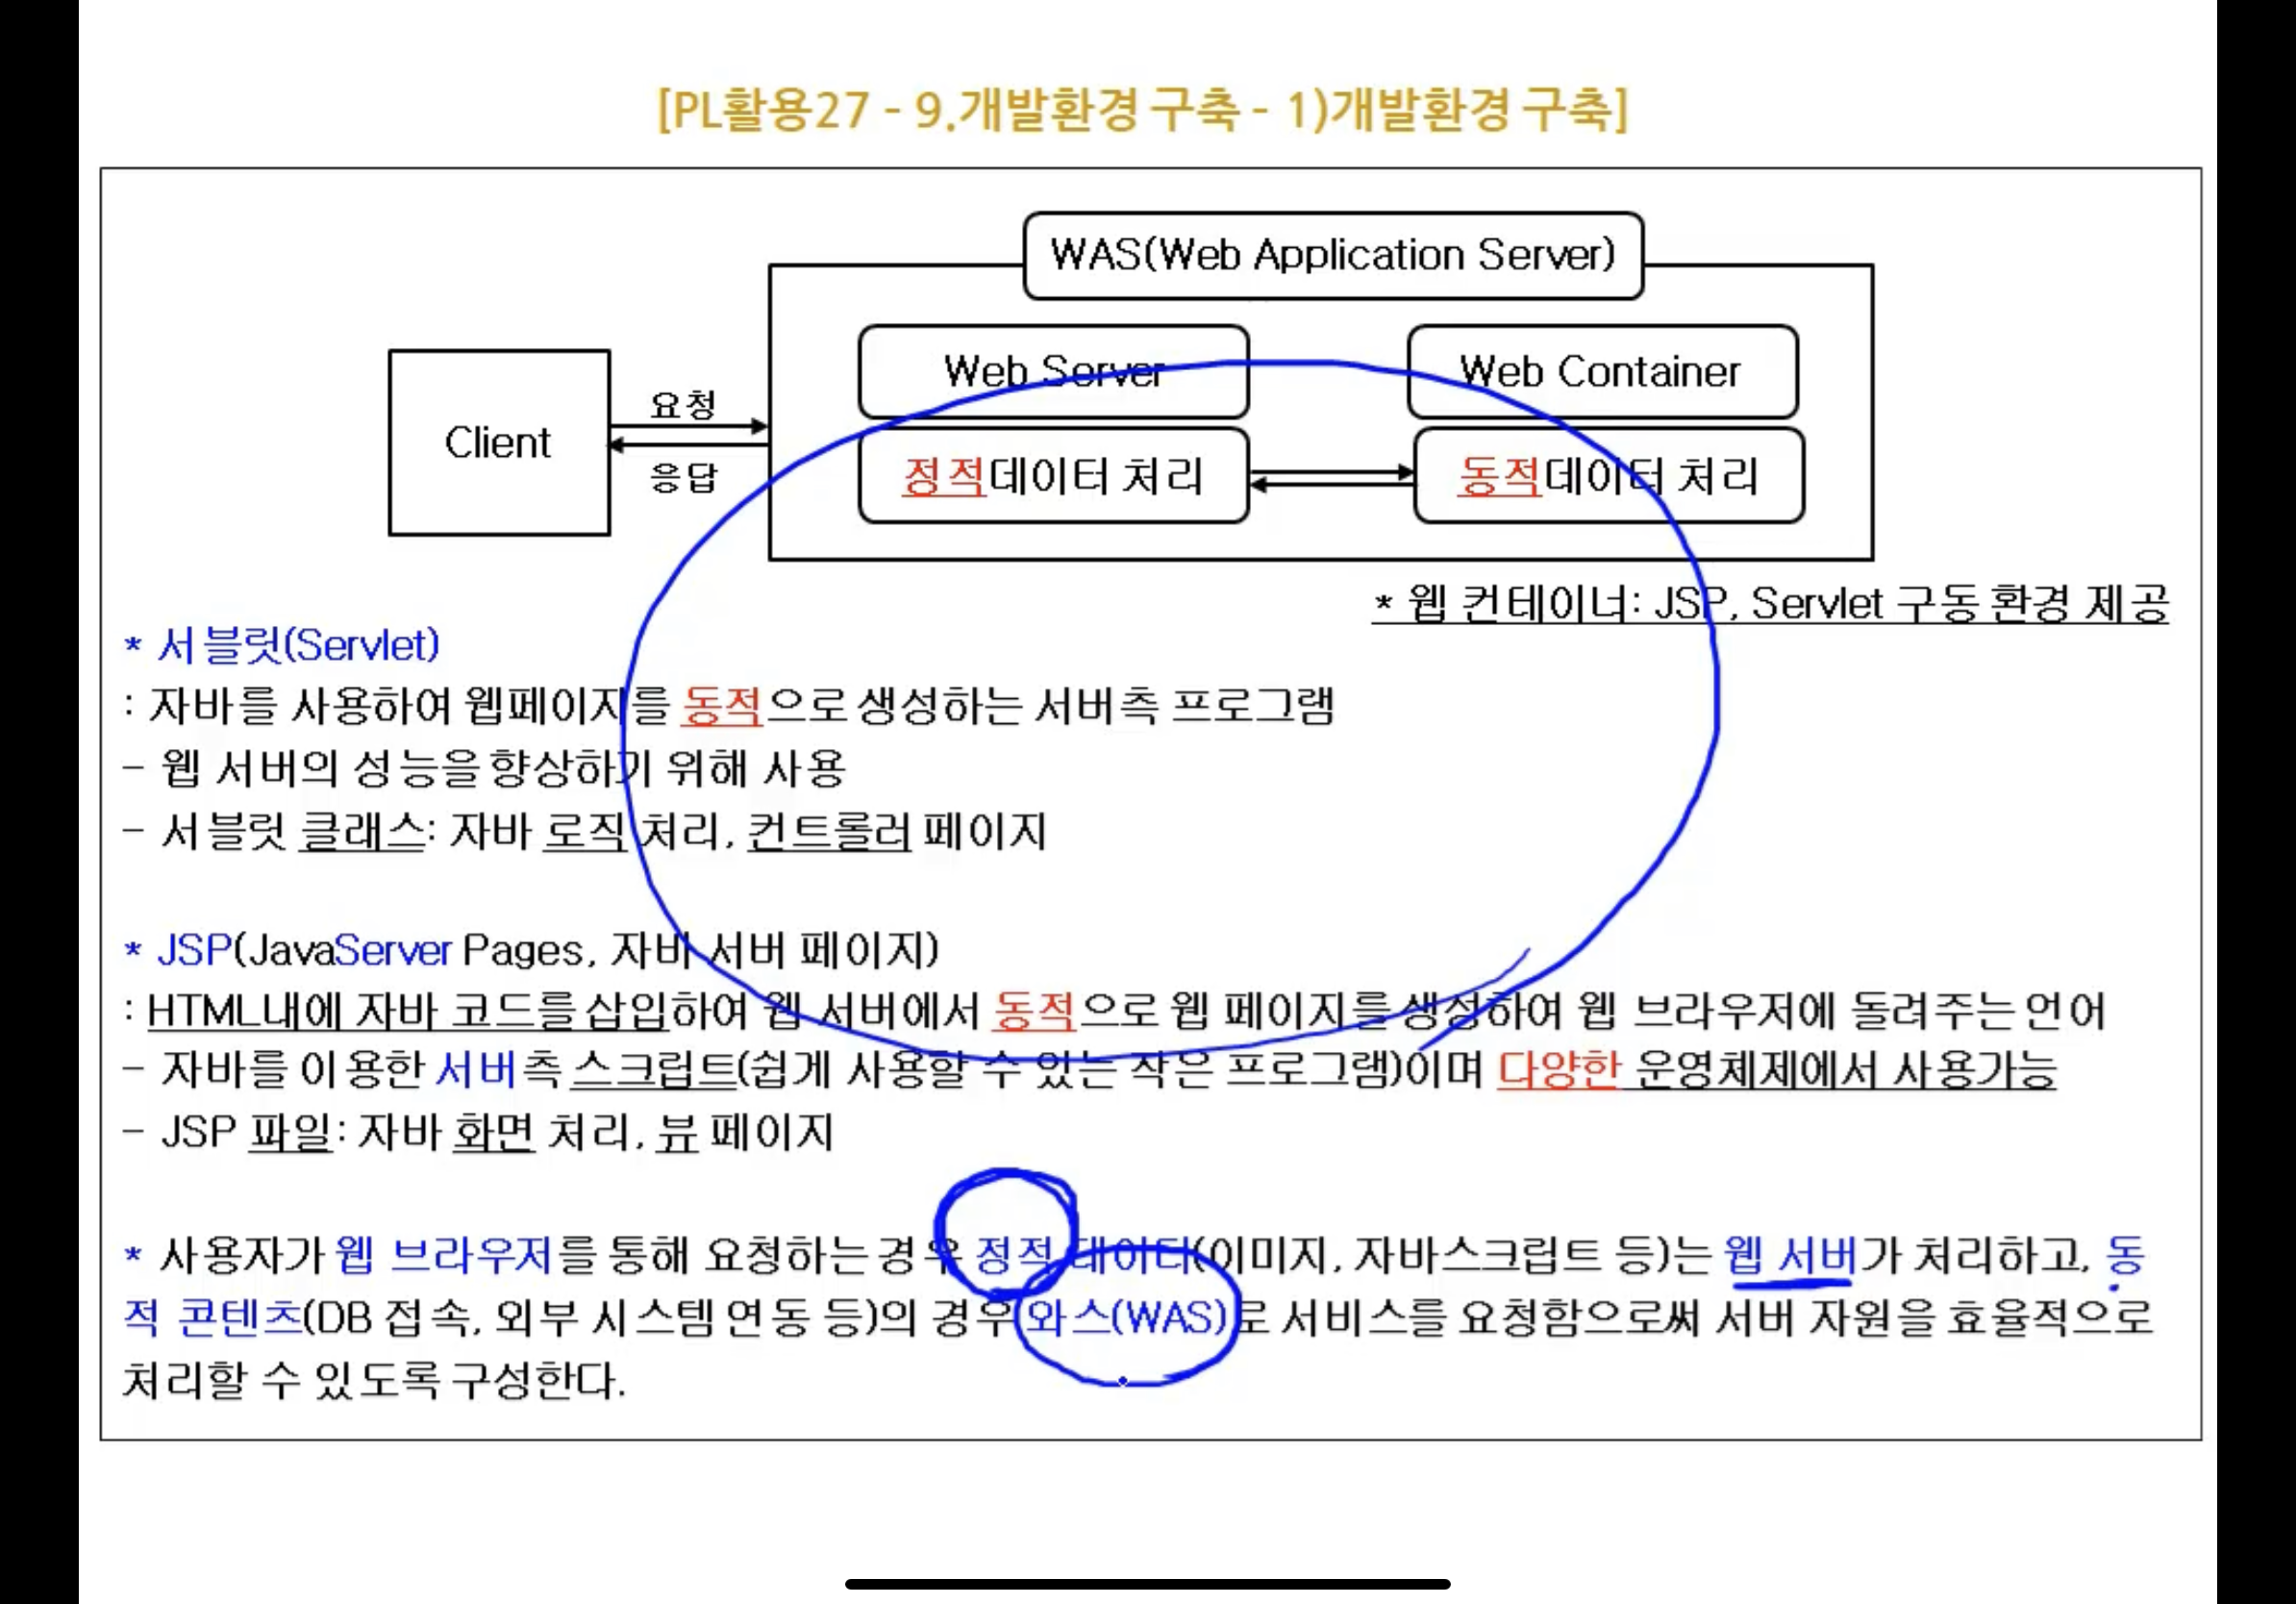 [PL활용27 - 9.개발환경 구축 - 1)개발환경 구축]
WAS(Web Application Server)
Web Server
Web Container
Client
요청
응답
정적데이터 처리
동적데이터 처리
* 웹 컨테이너: JSP, Servlet 구동 환경 제공
* 서블릿(Servlet)
: 자바를 사용하여 웹페이지를 동적으로 생성하는 서버측 프로그램
- 웹 서버의 성능을 향상하기 위해 사용
- 서블릿 클래스: 자바 로직 처리, 컨트롤러 페이지
* JSP(JavaServer Pages, 자바 서버 페이지)
: HTML내에 자바 코드를 삽입하여 웹 서버에서 동적으로 웹 페이지를 생성하여 웹 브라우저에 돌려주는 언어
- 자바를 이용한 서버측 스크립트(쉽게 사용할 수 있는 작은 프로그램)이며 다양한 운영체제에서 사용가능
- JSP 파일: 자바 화면 처리, 뷰 페이지
* 사용자가 웹 브라우저를 통해 요청하는 경우 정적 데이터(이미지, 자바스크립트 등)는 웹 서버가 처리하고, 동
적 콘텐츠(DB 접속, 외부 시스템 연동 등)의 경우 와스(WAS)로 서비스를 요청함으로써 서버 자원을 효율적으로
처리할 수 있도록 구성한다.